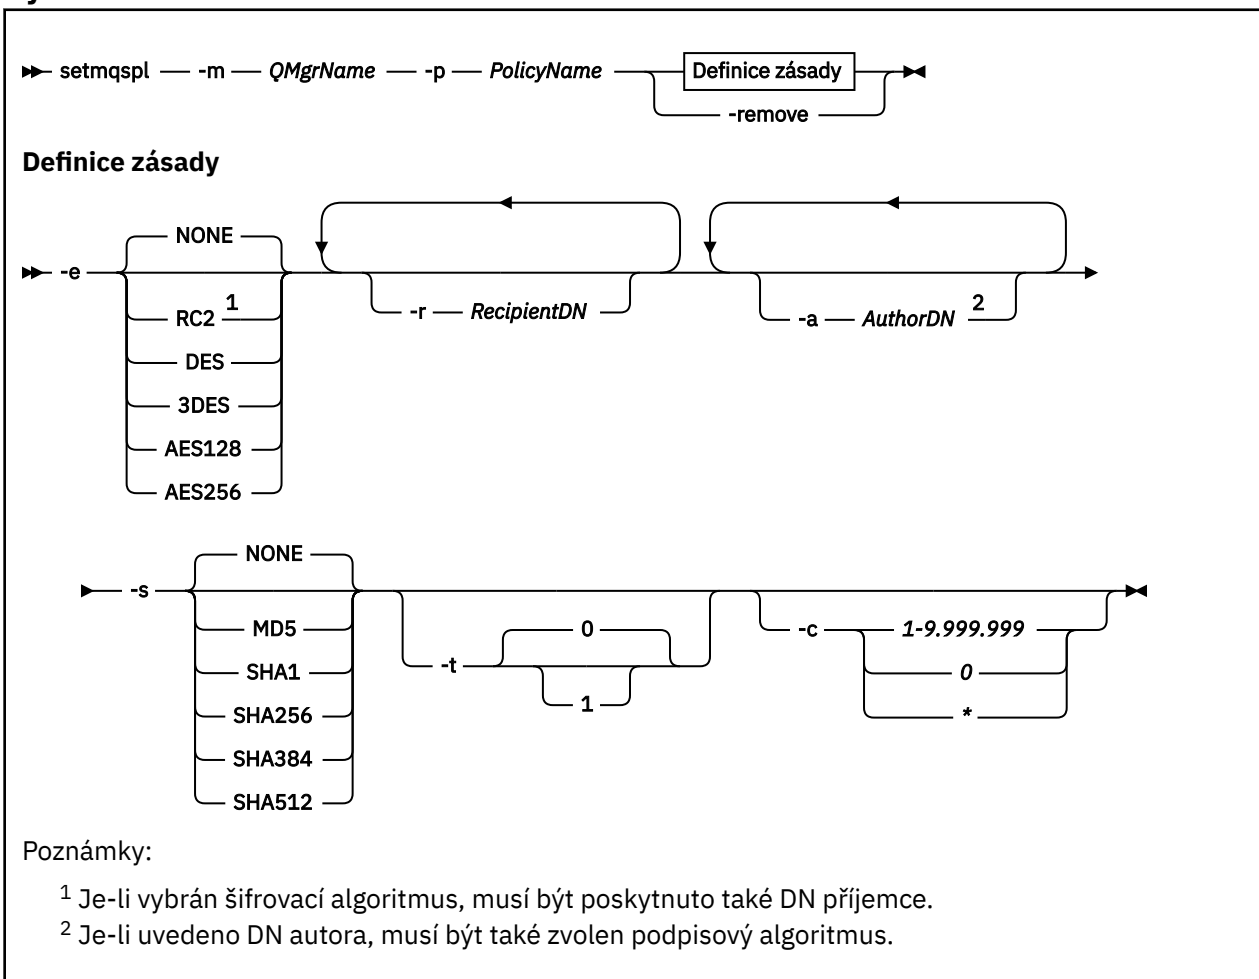 setmqspl -m QMgrName -p PolicyName Definice zásady
-remove
Definice zásady
NONE
-e
RC2 1
DES
3DES
AES128
AES256
-r RecipientDN
-a AuthorDN 2
NONE
-s
MD5
SHA1
SHA256
SHA384
SHA512
0
-t
1
-c 1-9.999.999
0
*
Poznámky:
1 Je-li vybrán šifrovací algoritmus, musí být poskytnuto také DN příjemce.
2 Je-li uvedeno DN autora, musí být také zvolen podpisový algoritmus.